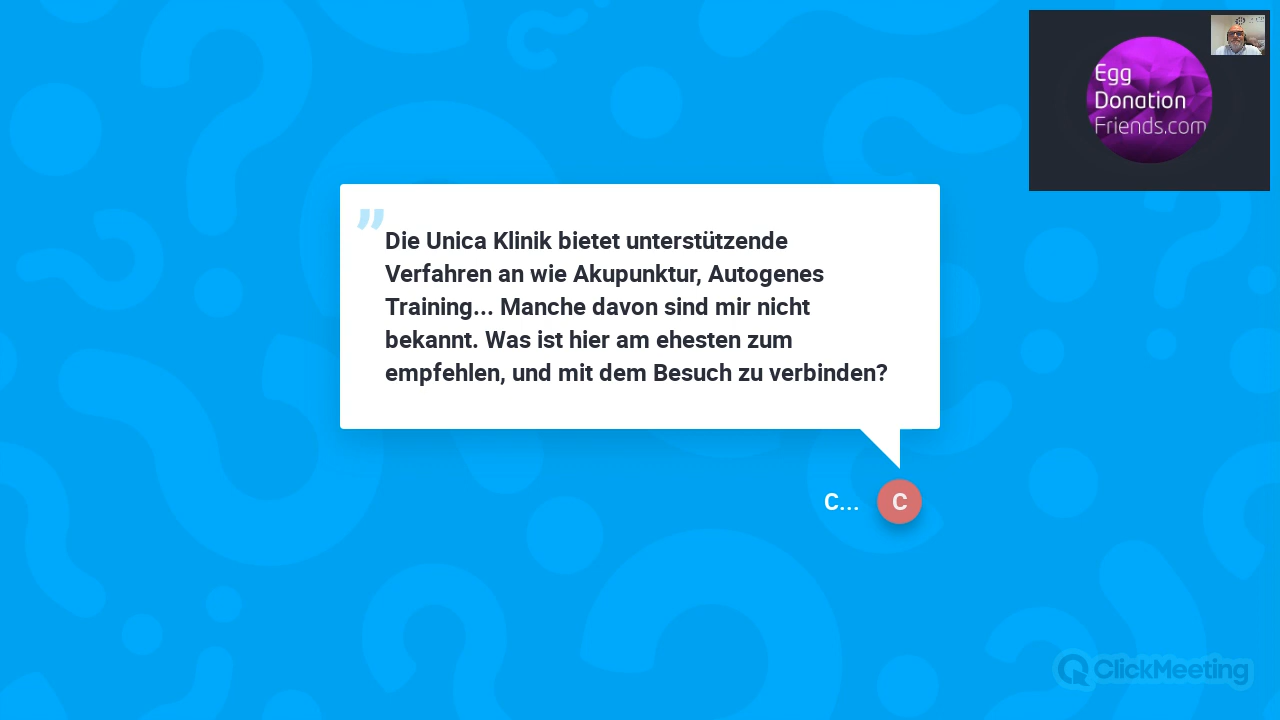 Egg
Donation
Friends.com
”
Die Unica Klinik bietet unterstützende
Verfahren an wie Akupunktur, Autogenes
Training... Manche davon sind mir nicht
bekannt. Was ist hier am ehesten zum
empfehlen, und mit dem Besuch zu verbinden?
C... C
ClickMeeting